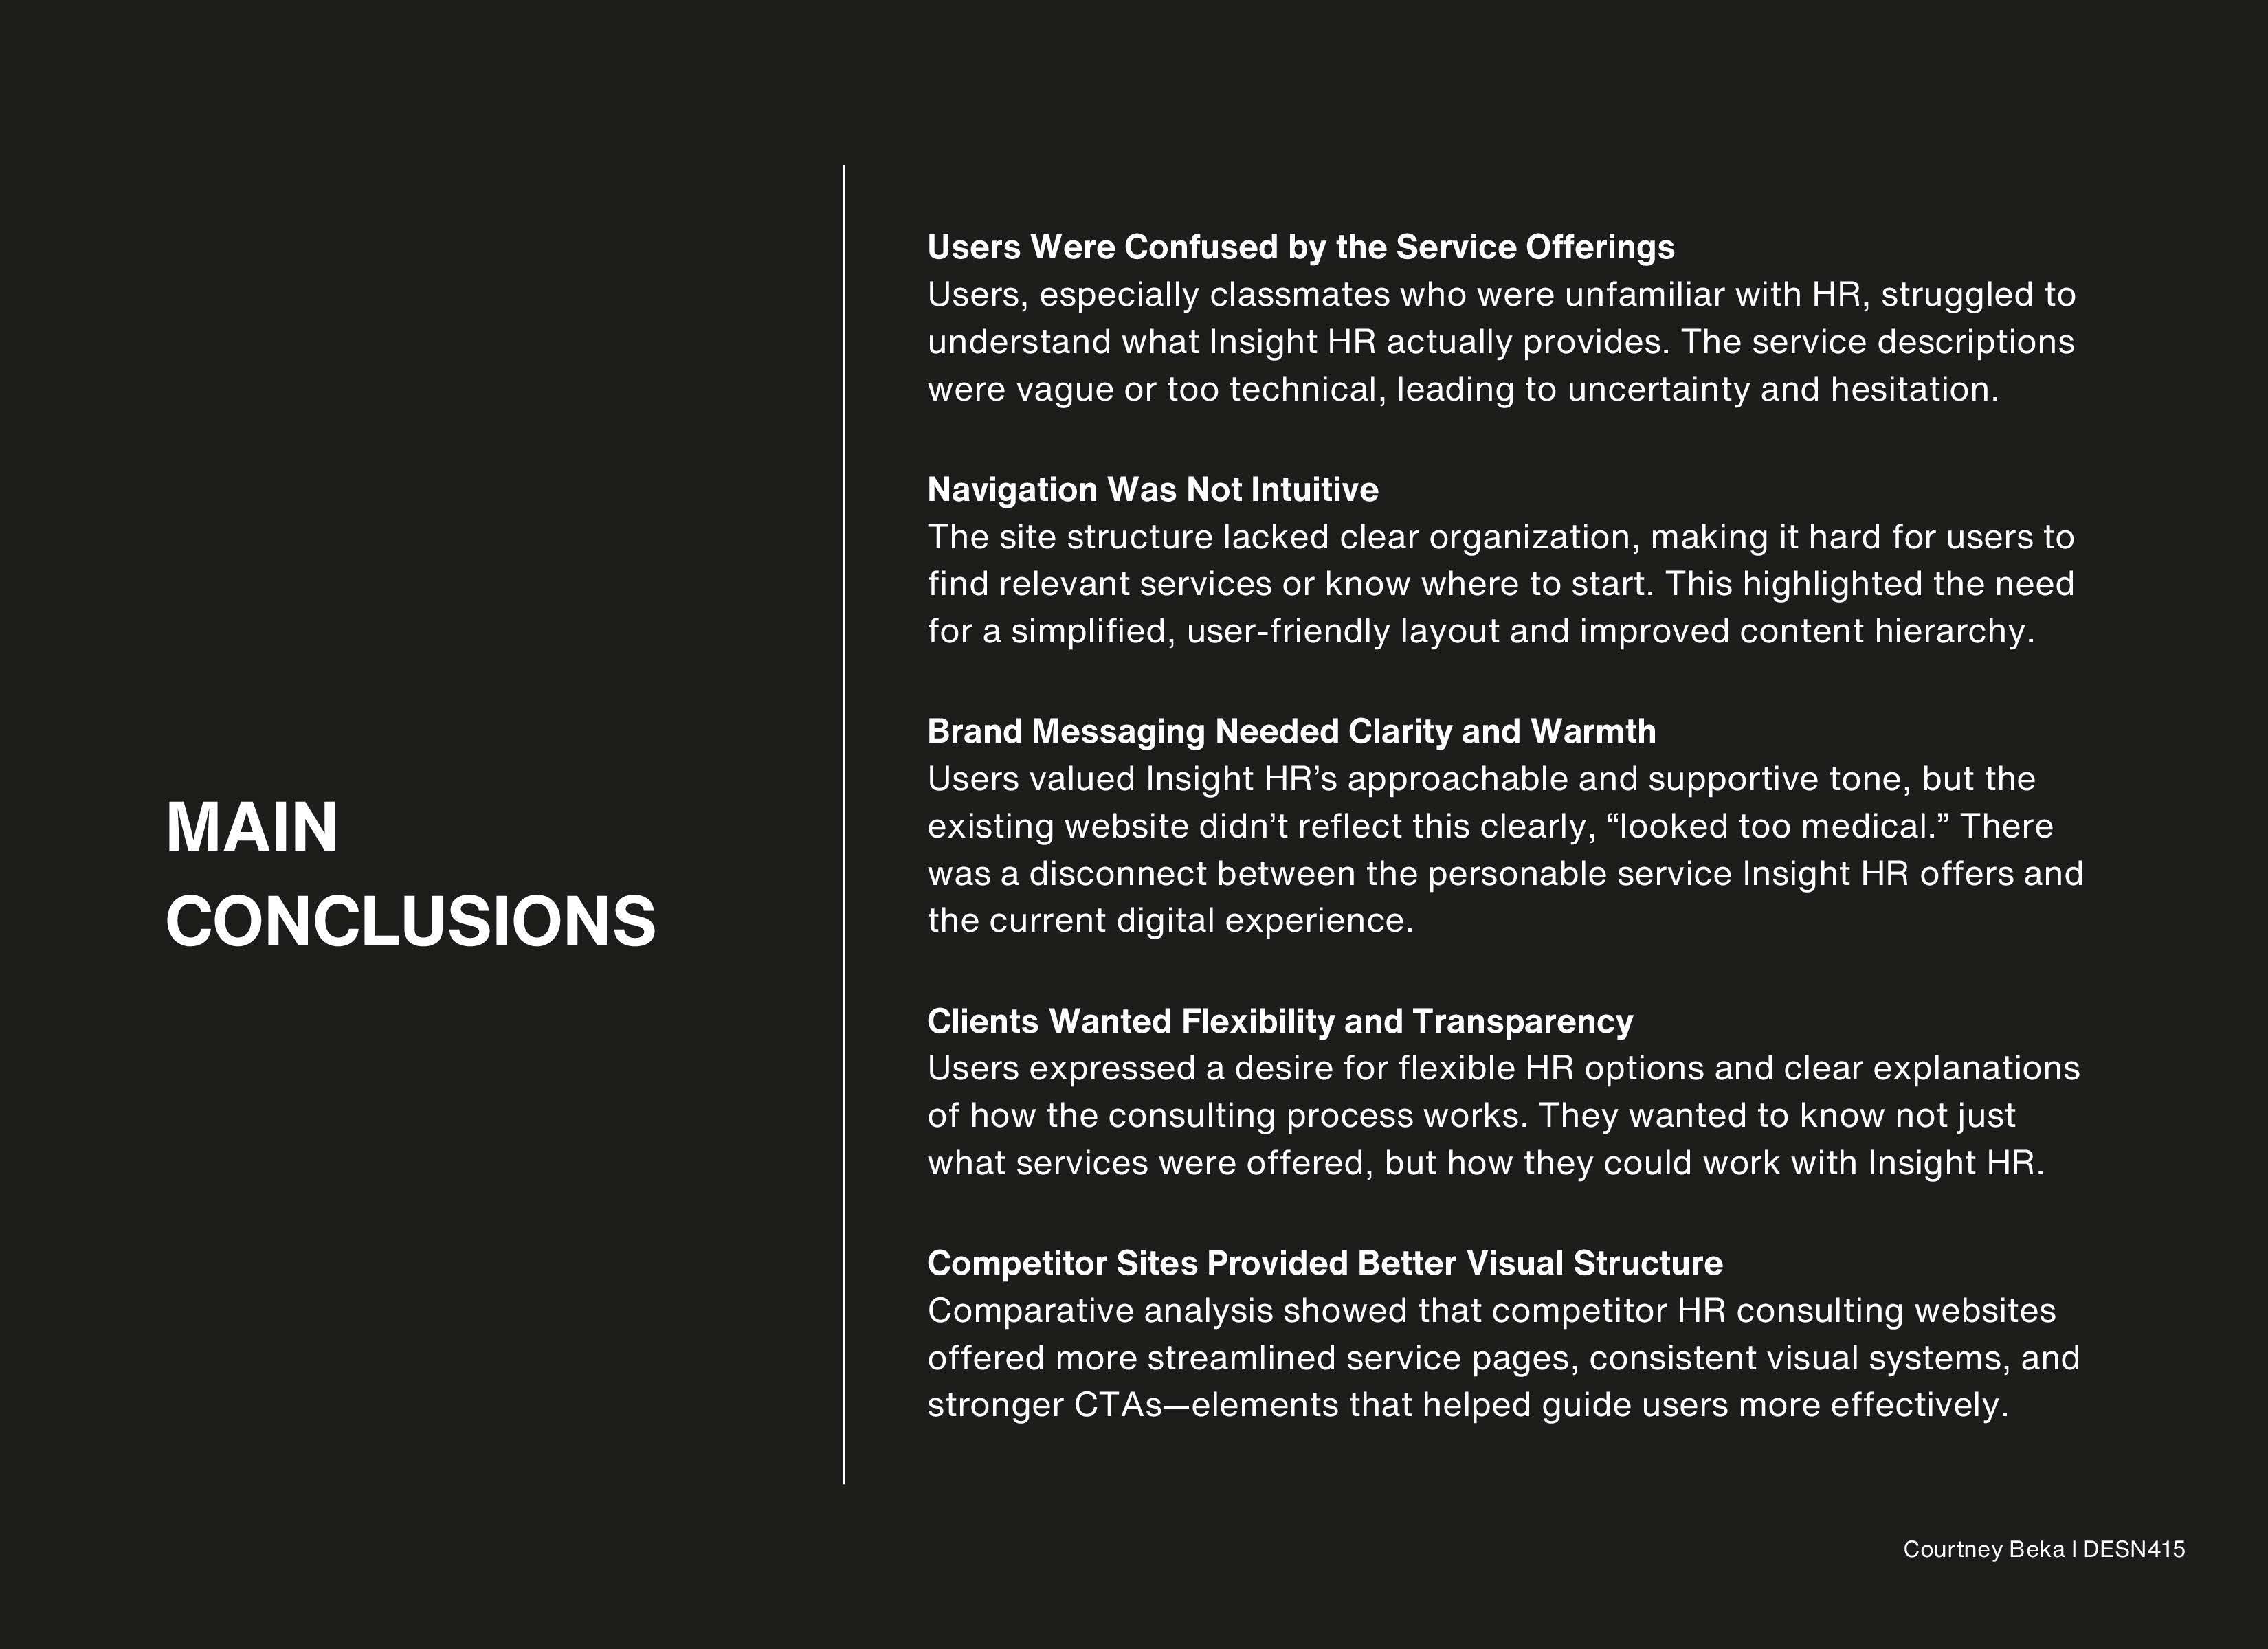 MAIN
CONCLUSIONS
Users Were Confused by the Service Offerings
Users, especially classmates who were unfamiliar with HR, struggled to
understand what Insight HR actually provides. The service descriptions
were vague or too technical, leading to uncertainty and hesitation.
Navigation Was Not Intuitive
The site structure lacked clear organization, making it hard for users to
find relevant services or know where to start. This highlighted the need
for a simplified, user-friendly layout and improved content hierarchy.
Brand Messaging Needed Clarity and Warmth
Users valued Insight HR’s approachable and supportive tone, but the
existing website didn’t reflect this clearly, “looked too medical.” There
was a disconnect between the personable service Insight HR offers and
the current digital experience.
Clients Wanted Flexibility and Transparency
Users expressed a desire for flexible HR options and clear explanations
of how the consulting process works. They wanted to know not just
what services were offered, but how they could work with Insight HR.
Competitor Sites Provided Better Visual Structure
Comparative analysis showed that competitor HR consulting websites
offered more streamlined service pages, consistent visual systems, and
stronger CTAs—elements that helped guide users more effectively.
Courtney Beka | DESN415